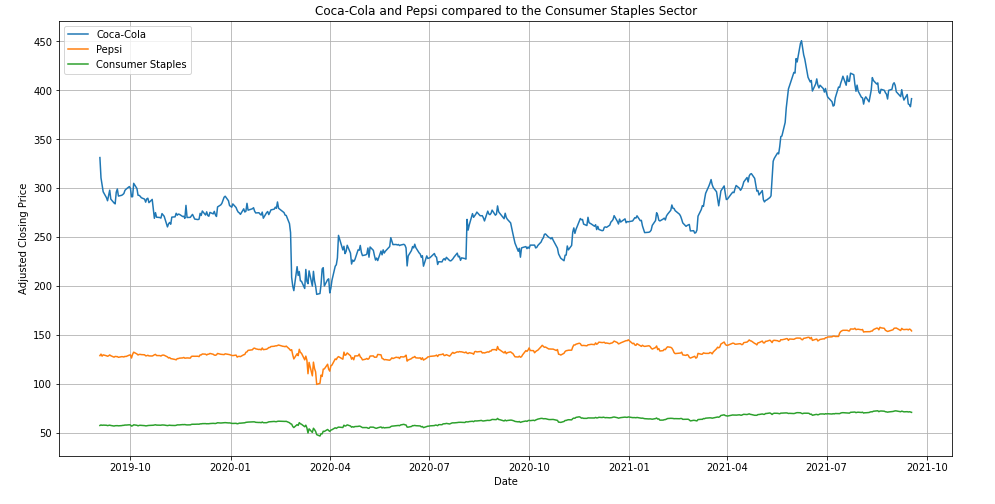 Coca-Cola and Pepsi compared to the Consumer Staples Sector
Coca-Cola
Pepsi
Consumer Staples
450
400
350
300
250
200
150
100
50
Adjusted Closing Price
2019-10 2020-01 2020-04 2020-07 2020-10 2021-01 2021-04 2021-07 2021-10
Date